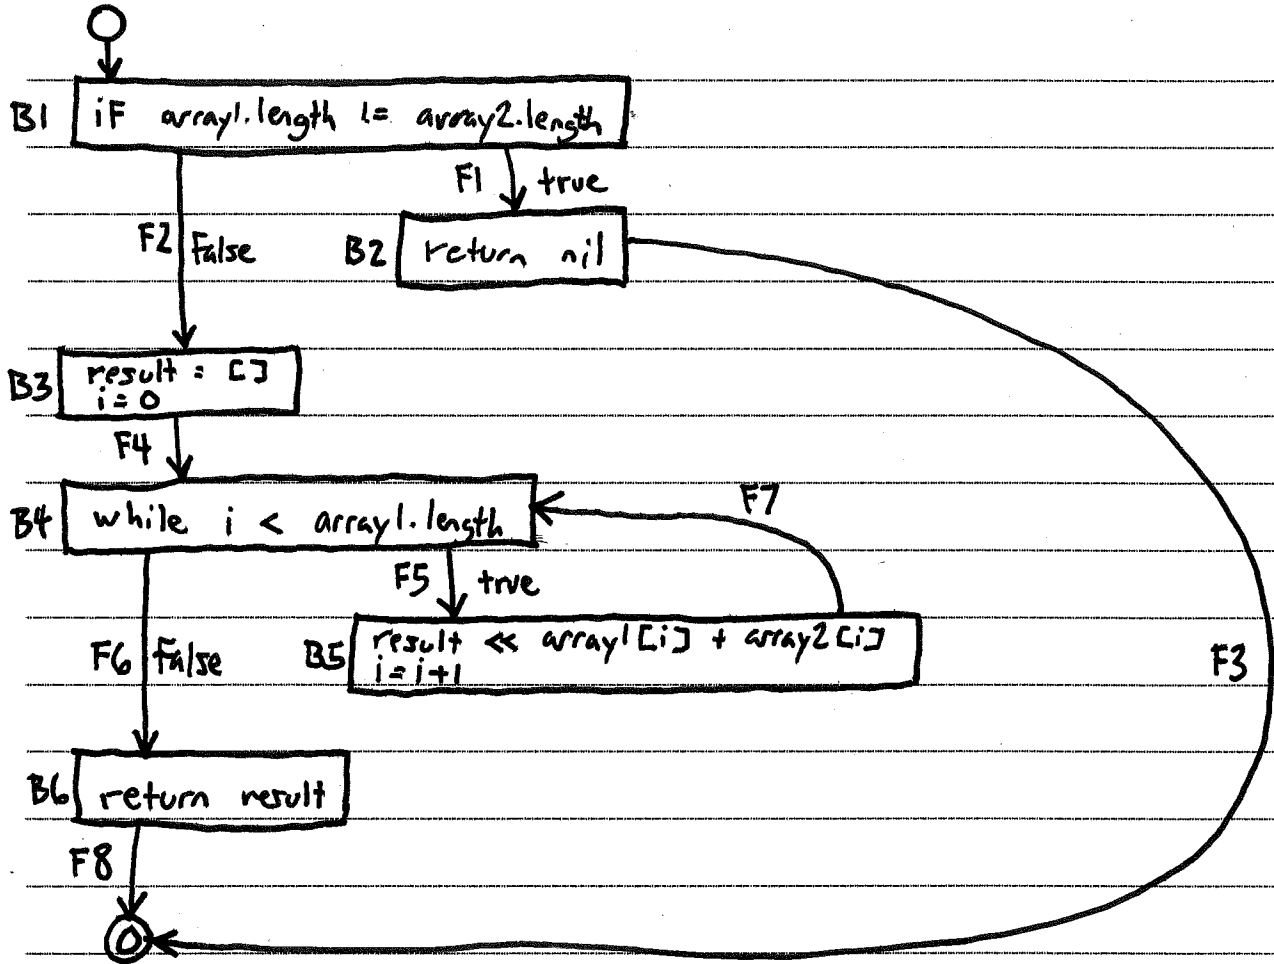 B1
if array1.length != array2.length
F1 true
F2 False
B2
return nil
B3
result = []
i = 0
F4
B4
while i < array1.length
F7
F5 true
B5
result << array1[i] + array2[i]
i = i + 1
F6 False
F3
B6
return result
F8